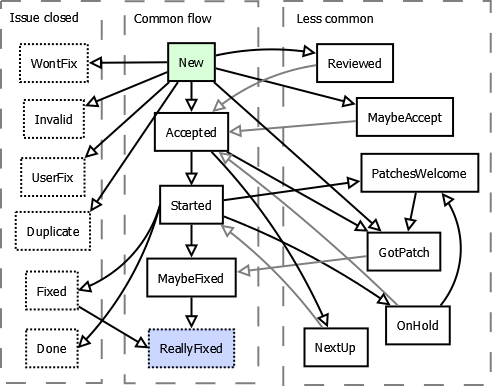 Issue closed
Common flow
Less common
WontFix
New
Reviewed
Invalid
Accepted
MaybeAccept
UserFix
Started
PatchesWelcome
Duplicate
GotPatch
Fixed
MaybeFixed
OnHold
Done
ReallyFixed
NextUp